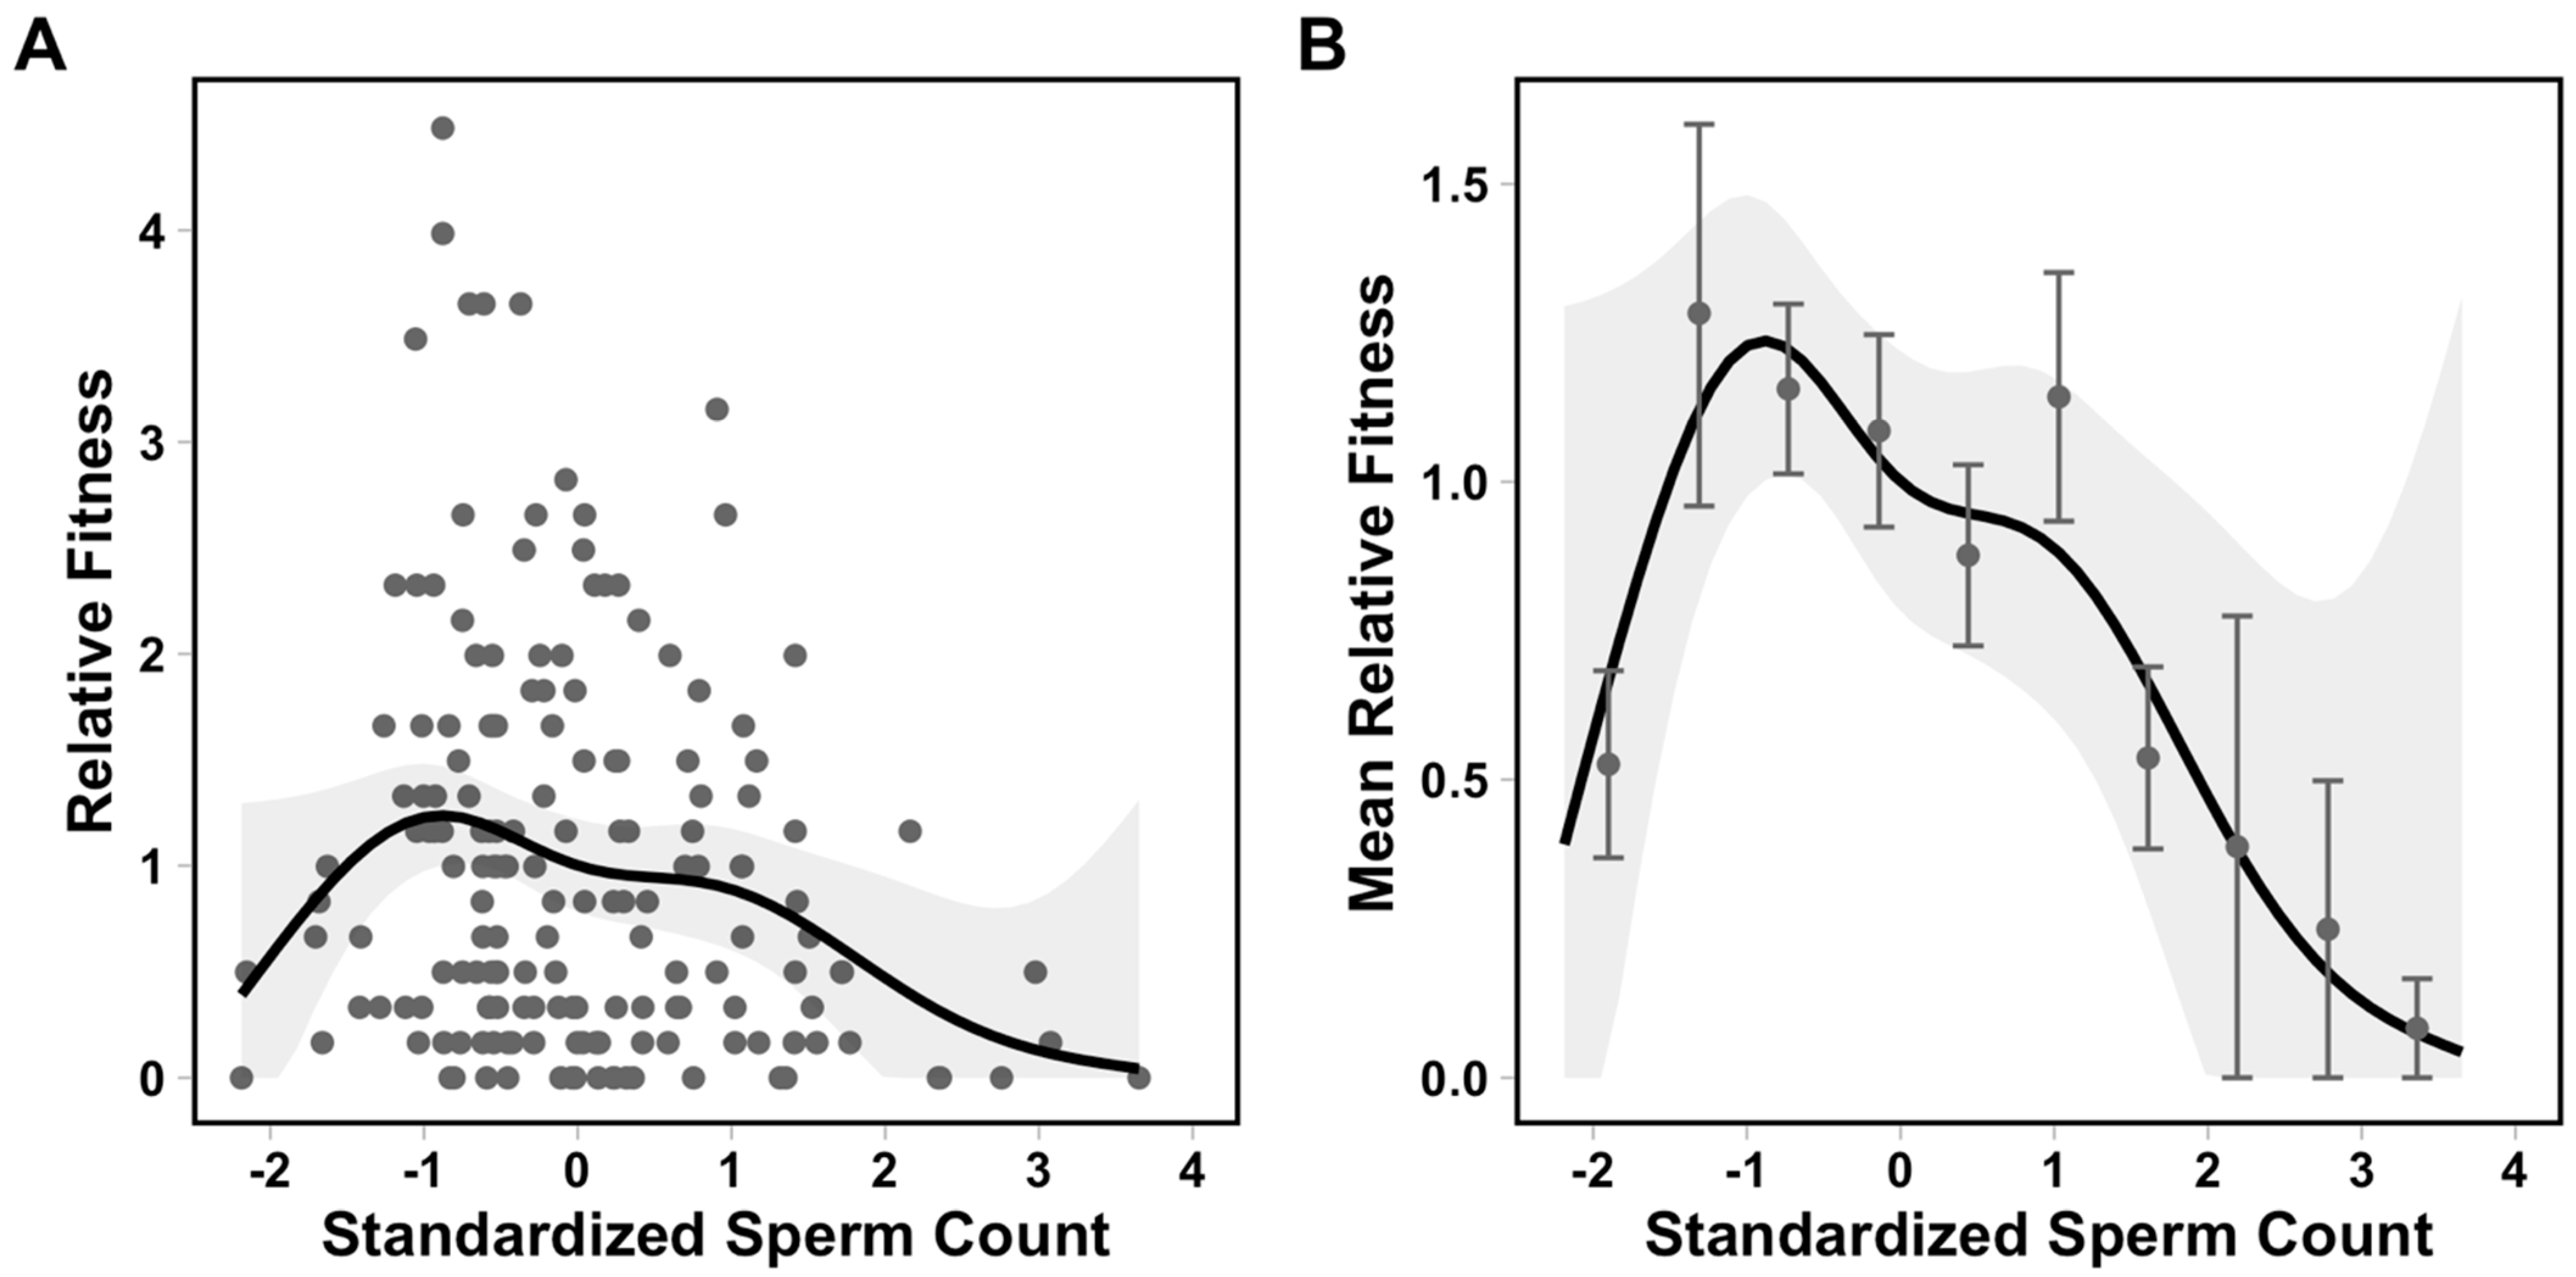 A
B
Relative Fitness
4
3
2
1
0
-2 -1 0 1 2 3 4
Standardized Sperm Count
Mean Relative Fitness
1.5
1.0
0.5
0.0
-2 -1 0 1 2 3 4
Standardized Sperm Count